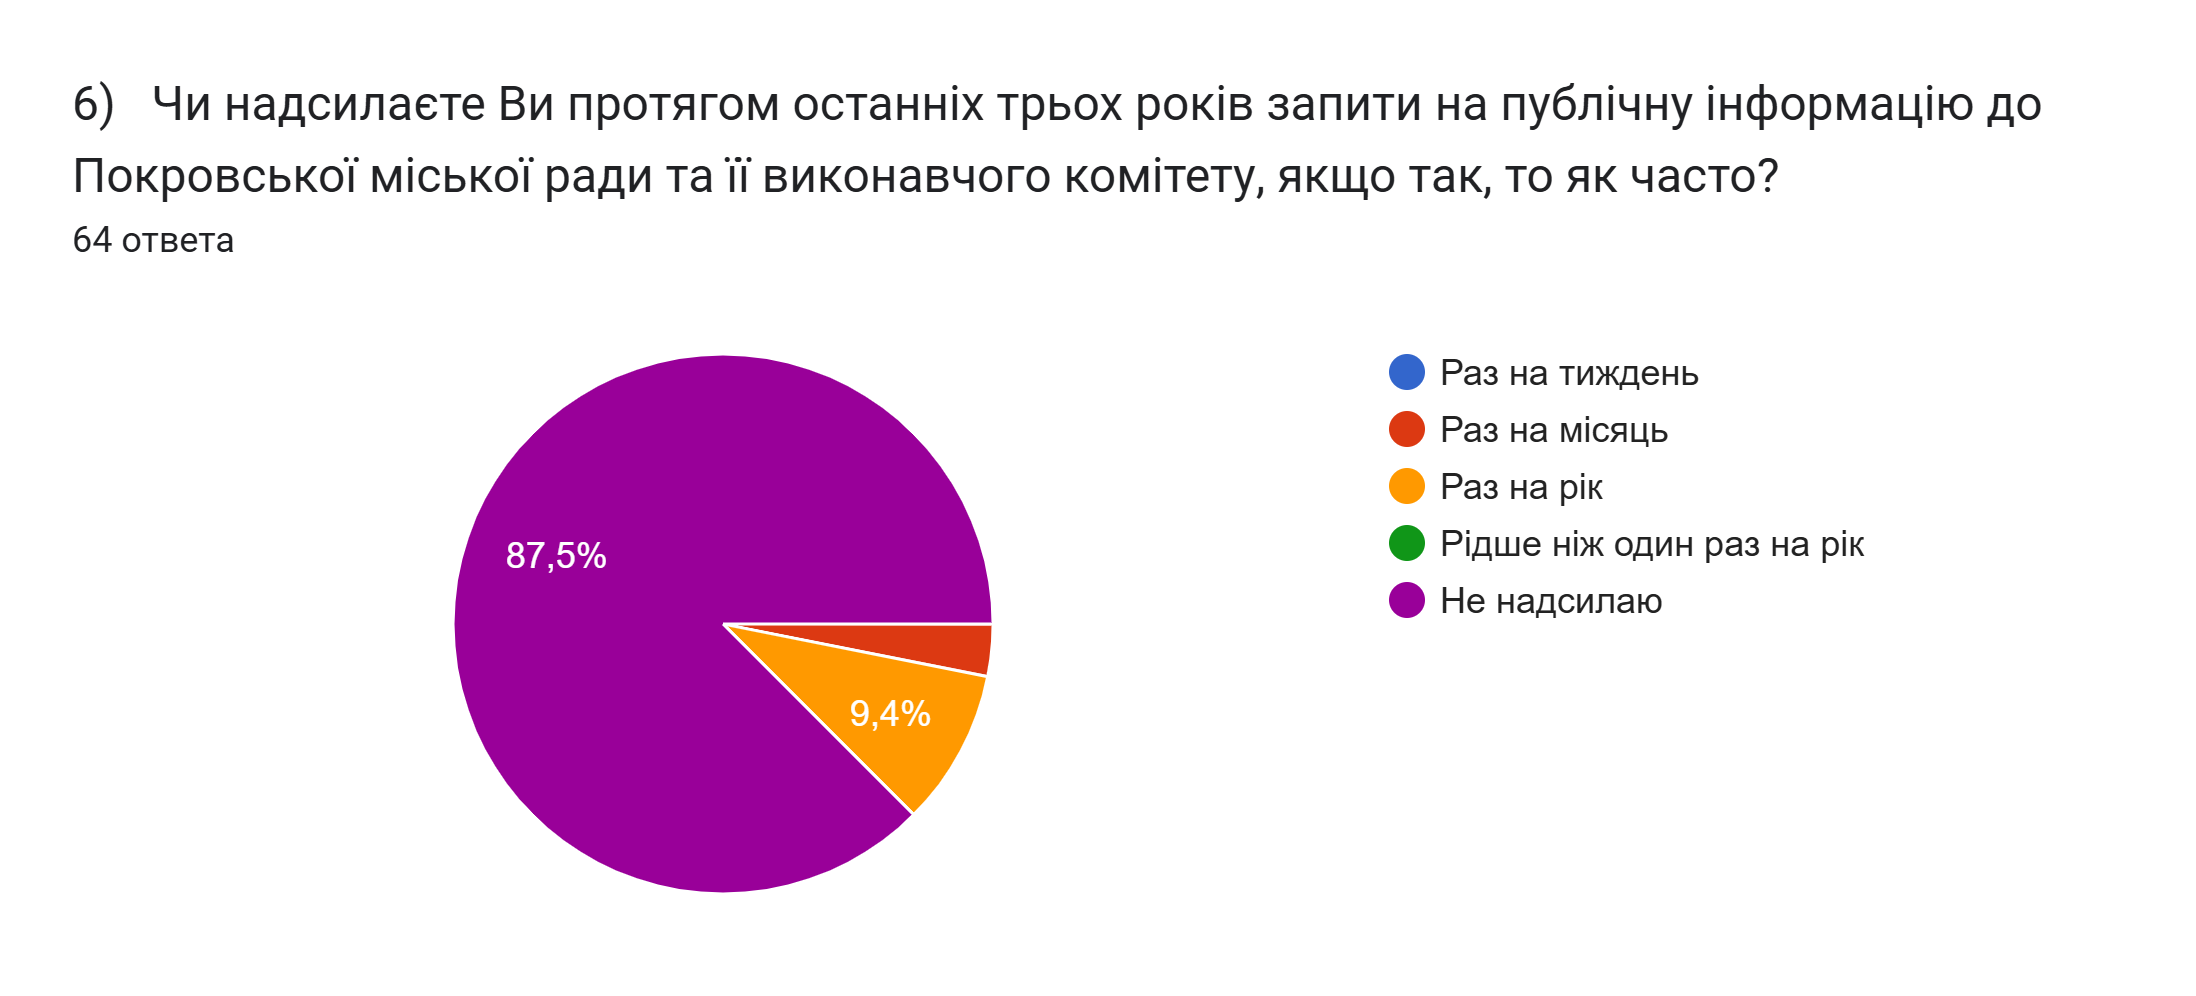 6) Чи надсилаєте Ви протягом останніх трьох років запити на публічну інформацію до
Покровської міської ради та її виконавчого комітету, якщо так, то як часто?
64 ответа
Раз на тиждень
Раз на місяць
Раз на рік
Рідше ніж один раз на рік
Не надсилаю
87,5%
9,4%